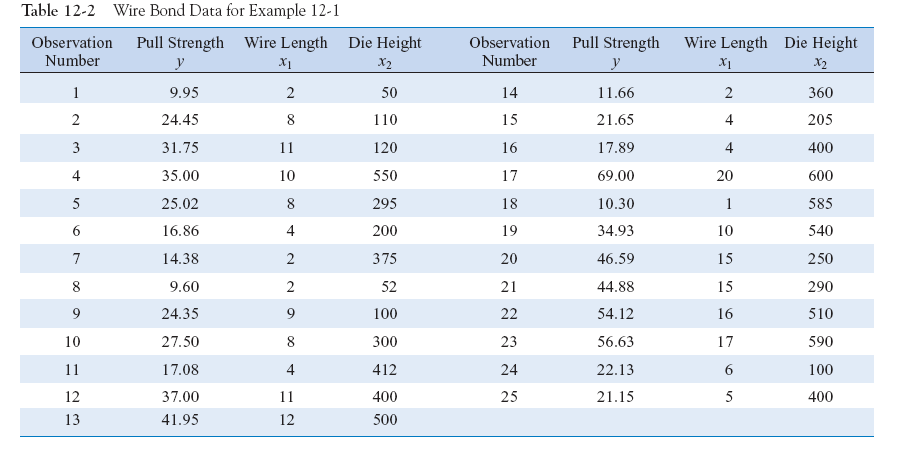 Table 12-2 Wire Bond Data for Example 12-1
Observation Number Pull Strength y Wire Length x₁ Die Height x₂ Observation Number Pull Strength y Wire Length x₁ Die Height x₂
1 9.95 2 50 14 11.66 2 360
2 24.45 8 110 15 21.65 4 205
3 31.75 11 120 16 17.89 4 400
4 35.00 10 550 17 69.00 20 600
5 25.02 8 295 18 10.30 1 585
6 16.86 4 200 19 34.93 10 540
7 14.38 2 375 20 46.59 15 250
8 9.60 2 52 21 44.88 15 290
9 24.35 9 100 22 54.12 16 510
10 27.50 8 300 23 56.63 17 590
11 17.08 4 412 24 22.13 6 100
12 37.00 11 400 25 21.15 5 400
13 41.95 12 500